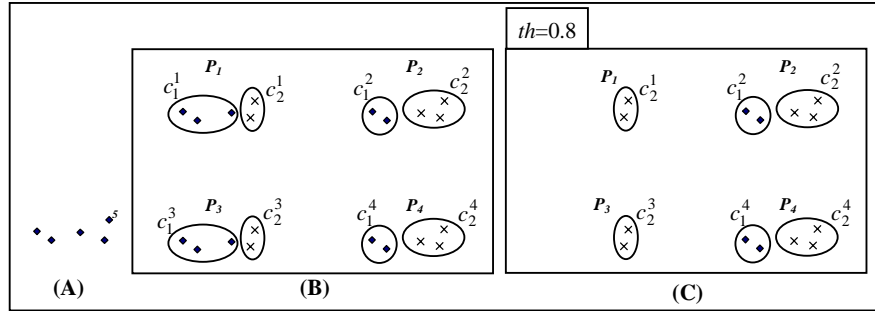 th=0.8
P₁ P₂
c₁¹ c₂¹ c₁² c₂²
P₁ P₂
c₂¹ c₁² c₂²
P₃ P₄
c₁³ c₂³ c₁⁴ c₂⁴
P₃ P₄
c₂³ c₁⁴ c₂⁴
5
(A) (B) (C)